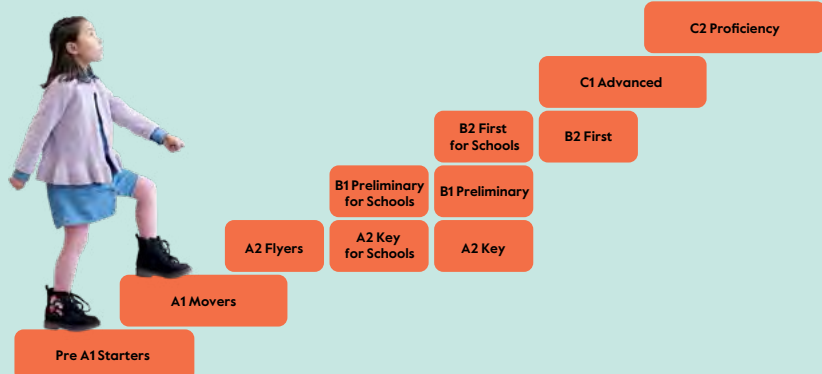 C2 Proficiency
C1 Advanced
B2 First
for Schools
B2 First
B1 Preliminary
for Schools
B1 Preliminary
A2 Flyers
A2 Key
for Schools
A2 Key
A1 Movers
Pre A1 Starters